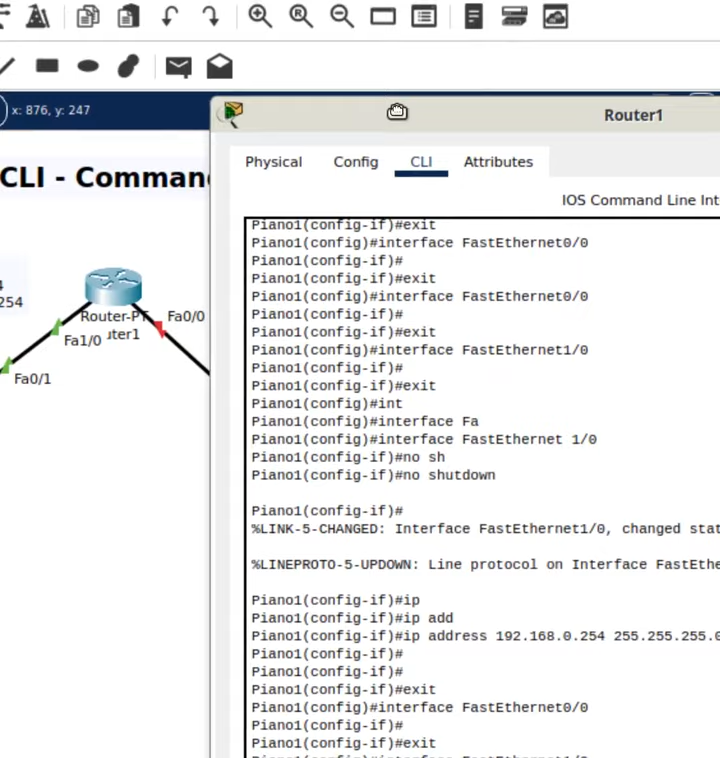 x: 876, y: 247
Router1
Physical Config CLI Attributes
CLI - Comman
IOS Command Line Int
4
254
Router-PT
uter1
Fa0/0
Fa1/0
Fa0/1
Piano1(config-if)#exit
Piano1(config)#interface FastEthernet0/0
Piano1(config-if)#
Piano1(config-if)#exit
Piano1(config)#interface FastEthernet0/0
Piano1(config-if)#
Piano1(config-if)#exit
Piano1(config)#interface FastEthernet1/0
Piano1(config-if)#
Piano1(config-if)#exit
Piano1(config)#int
Piano1(config)#interface Fa
Piano1(config)#interface FastEthernet 1/0
Piano1(config-if)#no sh
Piano1(config-if)#no shutdown
Piano1(config-if)#
%LINK-5-CHANGED: Interface FastEthernet1/0, changed stat
%LINEPROTO-5-UPDOWN: Line protocol on Interface FastEthe
Piano1(config-if)#ip
Piano1(config-if)#ip add
Piano1(config-if)#ip address 192.168.0.254 255.255.255.0
Piano1(config-if)#
Piano1(config-if)#
Piano1(config-if)#exit
Piano1(config)#interface FastEthernet0/0
Piano1(config-if)#
Piano1(config-if)#exit